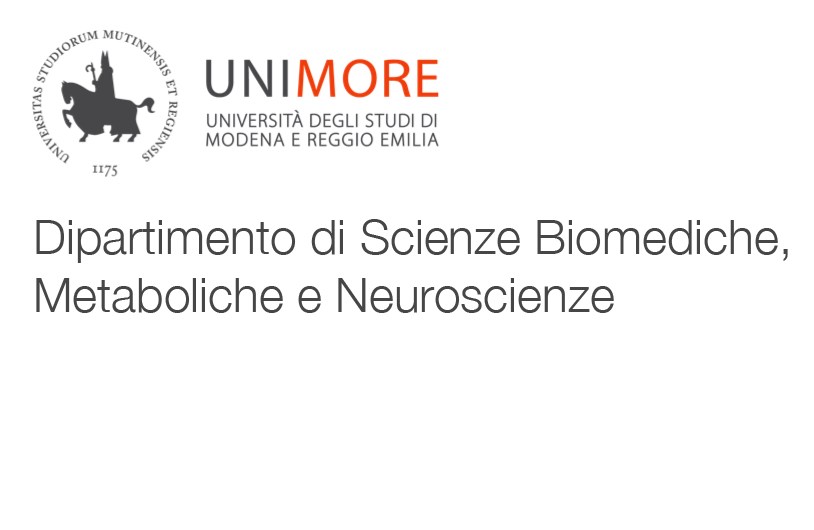 UNIVERSITAS STUDIORUM MUTINENSIS ET REGIENSIS
1175
UNIMORE
UNIVERSITÀ DEGLI STUDI DI
MODENA E REGGIO EMILIA
Dipartimento di Scienze Biomediche,
Metaboliche e Neuroscienze